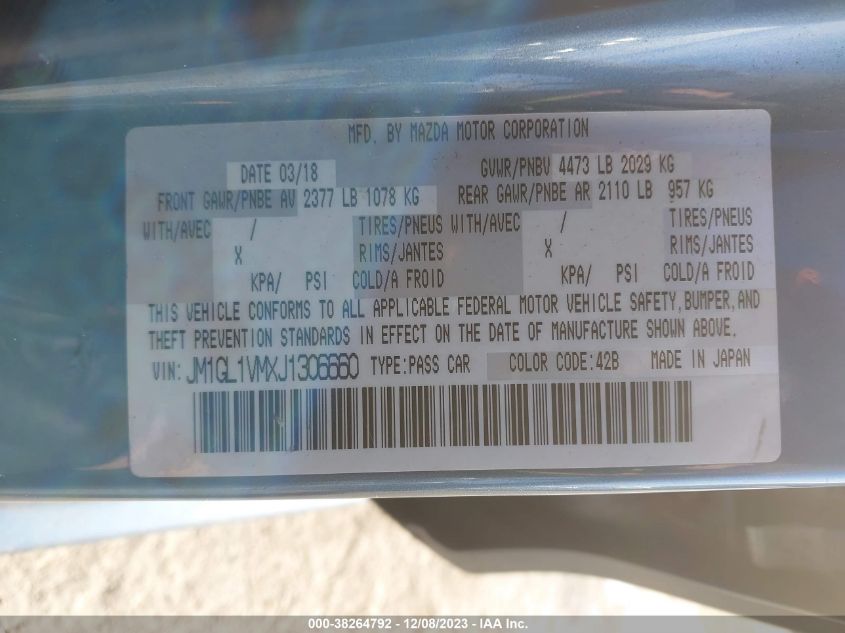 MFD. BY MAZDA MOTOR CORPORATION
DATE 03/18 GVWR/PNBV 4473 LB 2029 KG
FRONT GAWR/PNBE AV 2377 LB 1078 KG REAR GAWR/PNBE AR 2110 LB 957 KG
WITH/AVEC / TIRES/PNEUS WITH/AVEC / TIRES/PNEUS
X RIMS/JANTES X RIMS/JANTES
KPA/ PSI COLD/A FROID KPA/ PSI COLD/A FROID
THIS VEHICLE CONFORMS TO ALL APPLICABLE FEDERAL MOTOR VEHICLE SAFETY, BUMPER, AND
THEFT PREVENTION STANDARDS IN EFFECT ON THE DATE OF MANUFACTURE SHOWN ABOVE.
VIN: JM1GL1VMXJ1306660 TYPE:PASS CAR COLOR CODE:42B MADE IN JAPAN
000-38264792 - 12/08/2023 - IAA Inc.